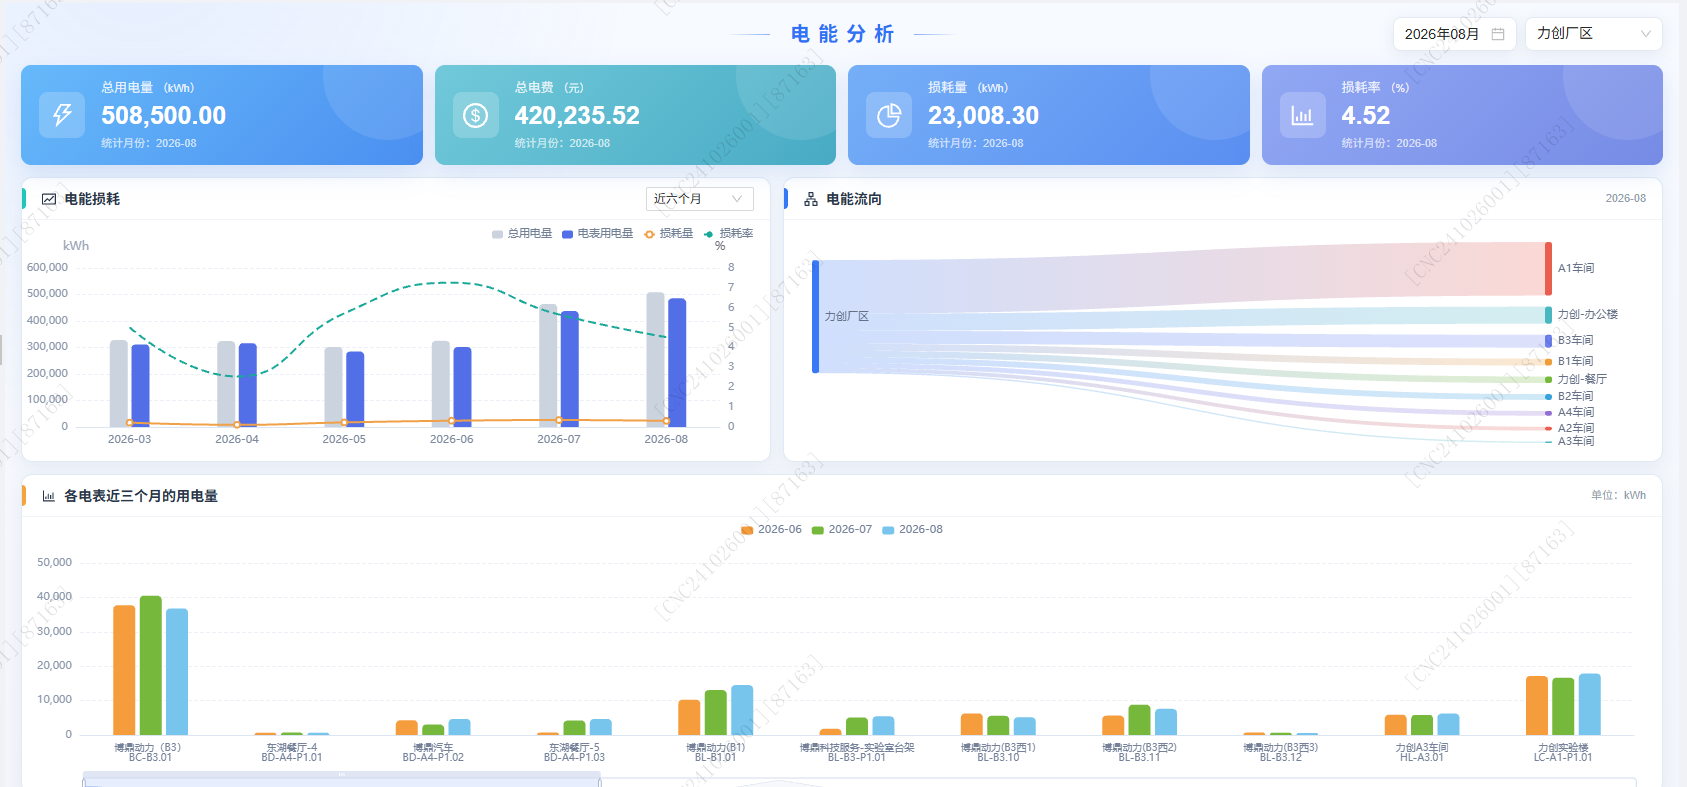 电能分析
2026年08月
力创厂区
总用电量 (kWh)
508,500.00
统计月份: 2026-08
总电费 (元)
420,235.52
统计月份: 2026-08
损耗量 (kWh)
23,008.30
统计月份: 2026-08
损耗率 (%)
4.52
统计月份: 2026-08
电能损耗
近六个月
总用电量 电表用电量 损耗量 损耗率
kWh
%
600,000
500,000
400,000
300,000
200,000
100,000
0
8
7
6
5
4
3
2
1
0
2026-03 2026-04 2026-05 2026-06 2026-07 2026-08
电能流向
2026-08
力创厂区
A1车间
力创-办公楼
B3车间
B1车间
力创-餐厅
B2车间
A4车间
A2车间
A3车间
各电表近三个月的用电量
单位: kWh
2026-06 2026-07 2026-08
50,000
40,000
30,000
20,000
10,000
0
博鼎动力（B3）
BC-B3.01
东湖餐厅-4
BD-A4-P1.01
博鼎汽车
BD-A4-P1.02
东湖餐厅-5
BD-A4-P1.03
博鼎动力(B1)
BL-B1.01
博鼎科技服务-实验室台架
BL-B3-P1.01
博鼎动力(B3西1)
BL-B3.10
博鼎动力(B3西2)
BL-B3.11
博鼎动力(B3西3)
BL-B3.12
力创A3车间
HL-A3.01
力创实验楼
LC-A1-P1.01
[CNC2411026001][87163]